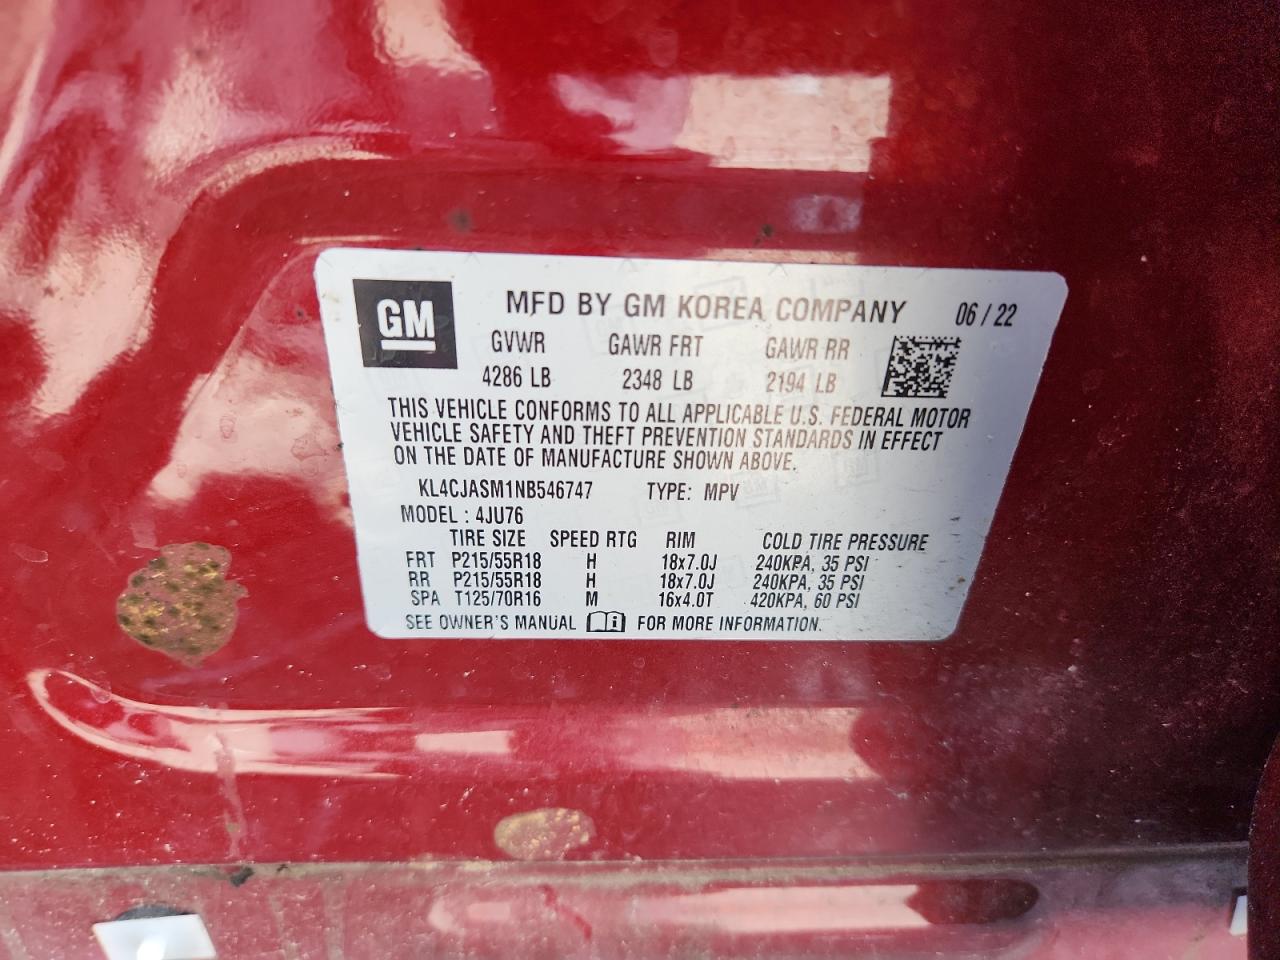 GM
MFD BY GM KOREA COMPANY 06 / 22
GVWR GAWR FRT GAWR RR
4286 LB 2348 LB 2194 LB
THIS VEHICLE CONFORMS TO ALL APPLICABLE U.S. FEDERAL MOTOR
VEHICLE SAFETY AND THEFT PREVENTION STANDARDS IN EFFECT
ON THE DATE OF MANUFACTURE SHOWN ABOVE.
KL4CJASM1NB546747 TYPE: MPV
MODEL : 4JU76
TIRE SIZE SPEED RTG RIM COLD TIRE PRESSURE
FRT P215/55R18 H 18x7.0J 240KPA, 35 PSI
RR P215/55R18 H 18x7.0J 240KPA, 35 PSI
SPA T125/70R16 M 16x4.0T 420KPA, 60 PSI
SEE OWNER'S MANUAL FOR MORE INFORMATION.